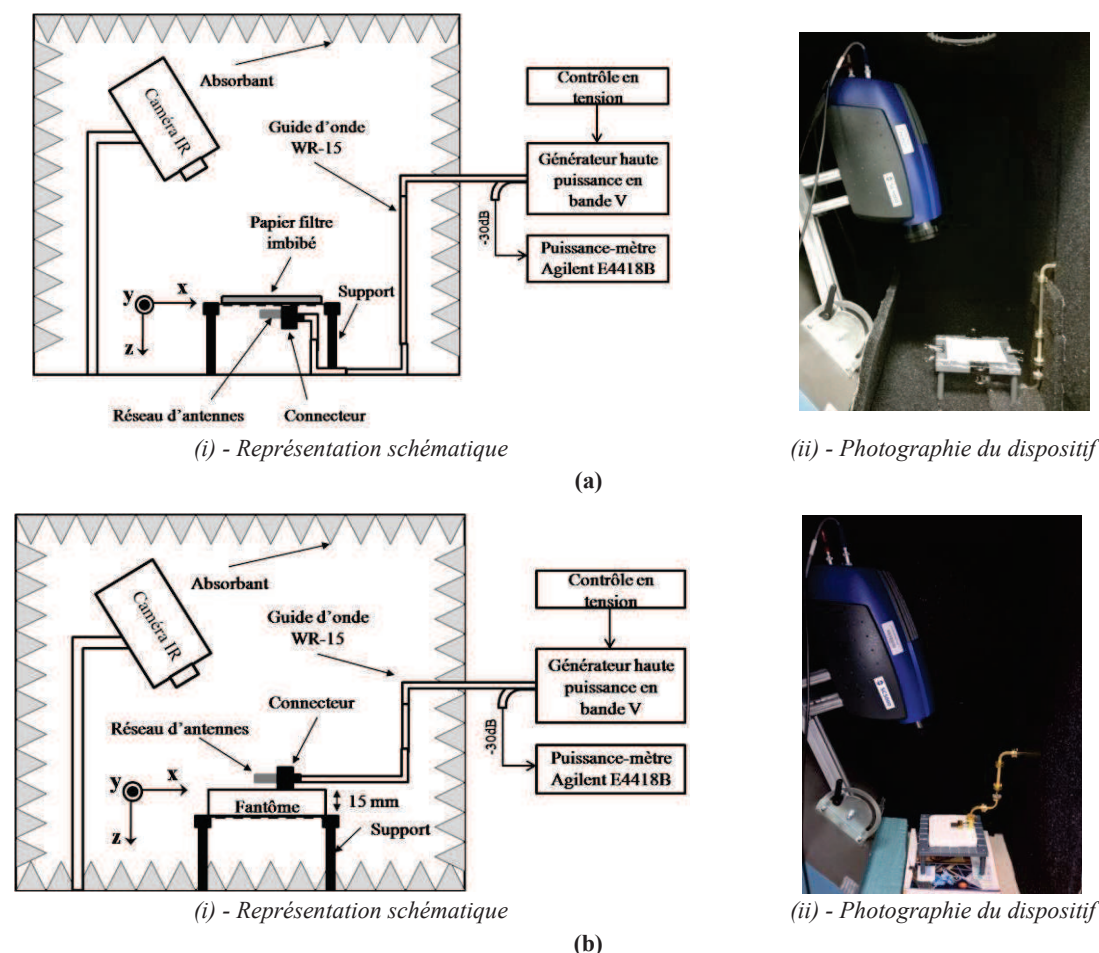 Absorbant
Caméra IR
Contrôle en
tension
Guide d'onde
WR-15
Générateur haute
puissance en
bande V
-30dB
Papier filtre
imbibé
Puissance-mètre
Agilent E4418B
Support
y
x
z
Réseau d'antennes
Connecteur
(i) - Représentation schématique
(ii) - Photographie du dispositif
(a)
Absorbant
Caméra IR
Contrôle en
tension
Guide d'onde
WR-15
Générateur haute
puissance en
bande V
-30dB
Connecteur
Réseau d'antennes
Puissance-mètre
Agilent E4418B
y
x
z
Fantôme
15 mm
Support
(i) - Représentation schématique
(ii) - Photographie du dispositif
(b)